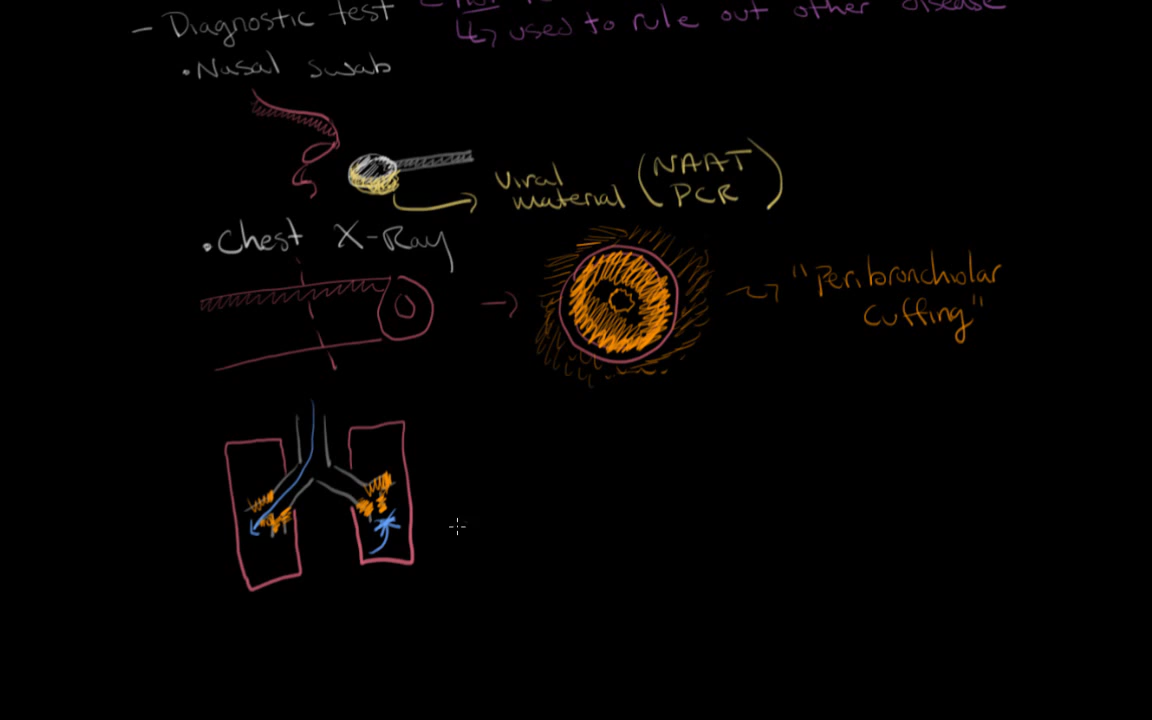 - Diagnostic test
↳ used to rule out other disease
• Nasal swab
Viral material (NAAT PCR)
• Chest X-Ray
"Peribronchiolar
cuffing"